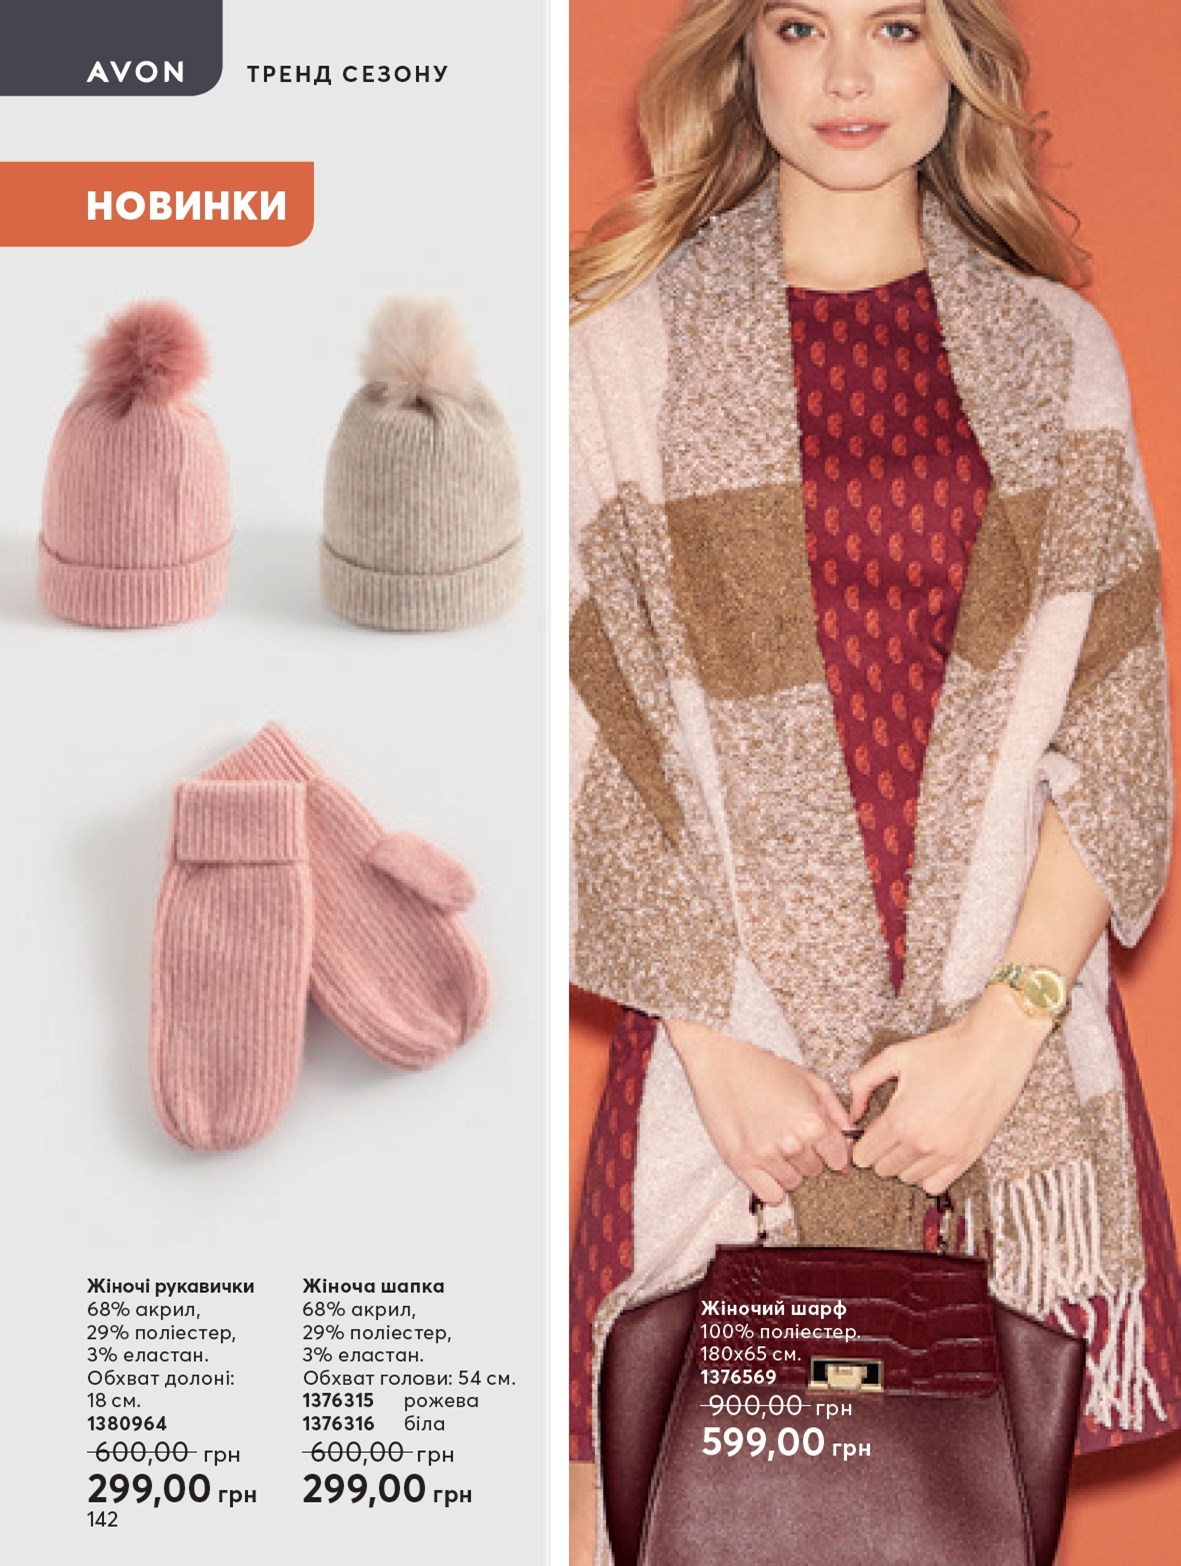 AVON
ТРЕНД СЕЗОНУ
НОВИНКИ
Жіночі рукавички
68% акрил,
29% поліестер,
3% еластан.
Обхват долоні:
18 см.
1380964
600,00 грн
299,00 грн
142
Жіноча шапка
68% акрил,
29% поліестер,
3% еластан.
Обхват голови: 54 см.
1376315 рожева
1376316 біла
600,00 грн
299,00 грн
Жіночий шарф
100% поліестер.
180х65 см.
1376569
900,00 грн
599,00 грн